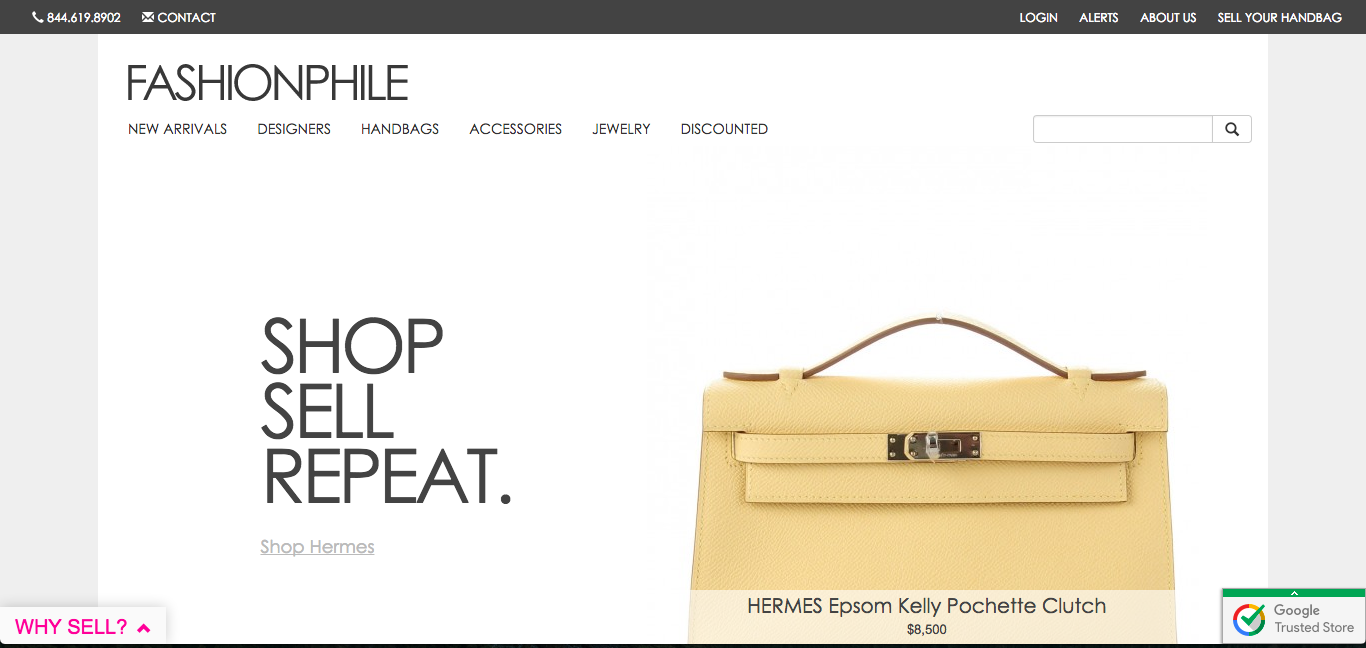 844.619.8902 CONTACT LOGIN ALERTS ABOUT US SELL YOUR HANDBAG
FASHIONPHILE
NEW ARRIVALS DESIGNERS HANDBAGS ACCESSORIES JEWELRY DISCOUNTED
SHOP
SELL
REPEAT.
Shop Hermes
HERMES Epsom Kelly Pochette Clutch
$8,500
WHY SELL?
Google
Trusted Store